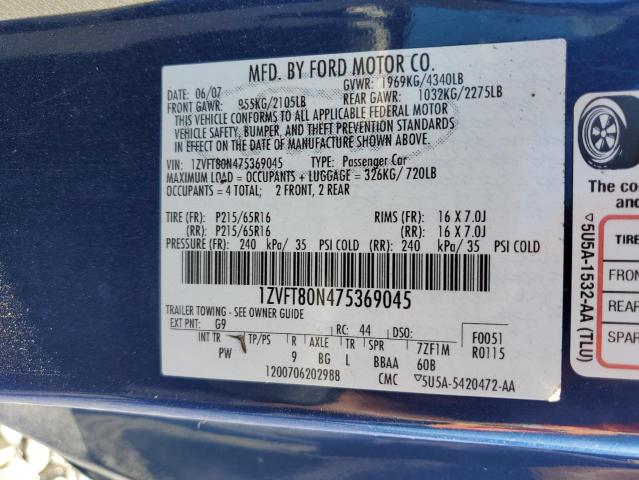 MFD. BY FORD MOTOR CO.
DATE: 06/07 GVWR: 1969KG/4340LB
FRONT GAWR: 955KG/2105LB REAR GAWR: 1032KG/2275LB
THIS VEHICLE CONFORMS TO ALL APPLICABLE FEDERAL MOTOR
VEHICLE SAFETY, BUMPER, AND THEFT PREVENTION STANDARDS
IN EFFECT ON THE DATE OF MANUFACTURE SHOWN ABOVE.
VIN: 1ZVFT80N475369045 TYPE: Passenger Car
MAXIMUM LOAD = OCCUPANTS + LUGGAGE = 326KG/ 720LB
OCCUPANTS = 4 TOTAL; 2 FRONT, 2 REAR
TIRE (FR): P215/65R16 RIMS (FR): 16 X 7.0J
(RR): P215/65R16 (RR): 16 X 7.0J
PRESSURE (FR): 240 kPa/ 35 PSI COLD (RR): 240 kPa/ 35 PSI COLD
1ZVFT80N475369045
TRAILER TOWING - SEE OWNER GUIDE
EXT PNT: G9 RC: 44 DSO: F0051
INT TR TP/PS R AXLE TR SPR 7ZF1M R0115
PW 9 BG L BBAA 60B
1200706202988 CMC ▽5U5A-5420472-AA
The co
and
TIRE
FRON
REAR
SPAR
▽5U5A-1532-AA (TLU)